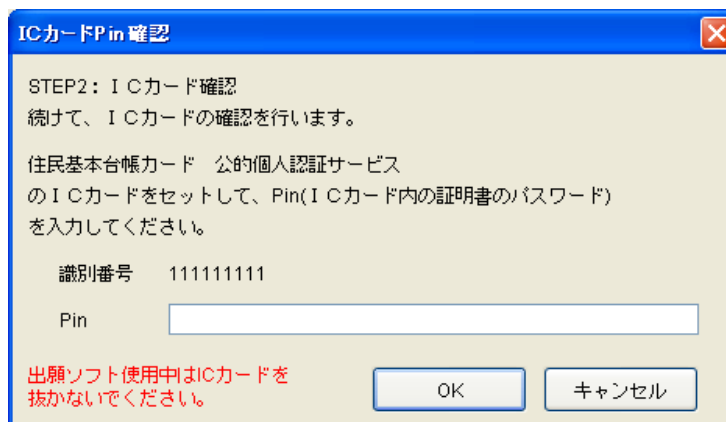 ICカードPin確認
STEP2：ＩＣカード確認
続けて、ＩＣカードの確認を行います。
住民基本台帳カード　公的個人認証サービス
のＩＣカードをセットして、Pin(ＩＣカード内の証明書のパスワード)
を入力してください。
識別番号　111111111
Pin
出願ソフト使用中はICカードを
抜かないでください。
OK　キャンセル